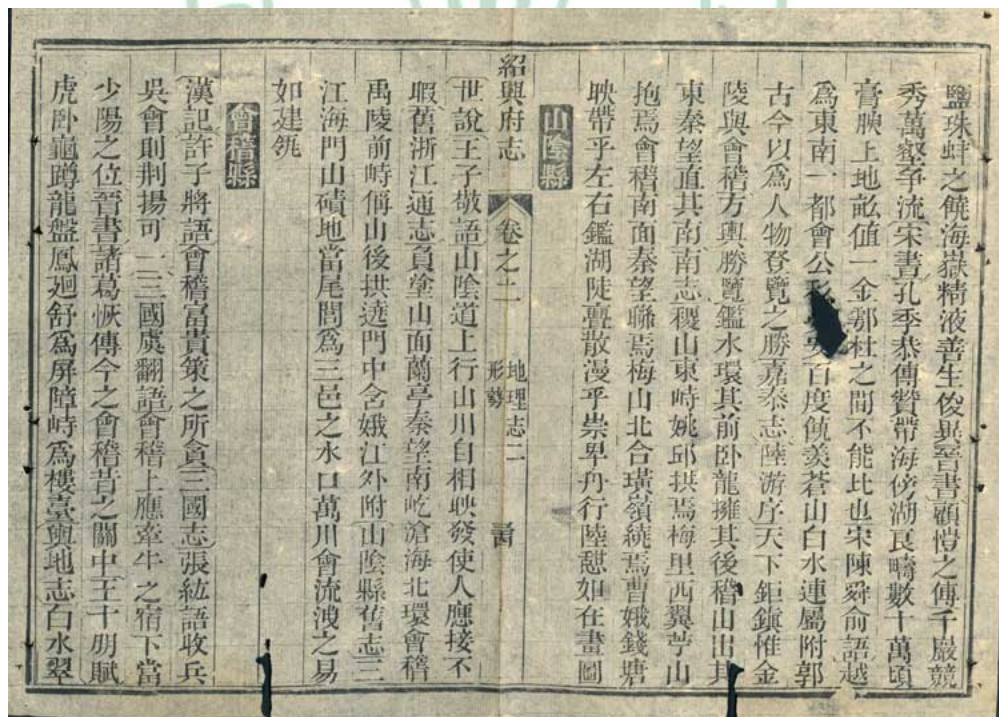 鹽珠蚌之饒海嶽精液善生俊異晉書顧愷之傳千巖競
秀萬壑爭流宋書孔季恭傳贊帶海傍湖良疇數十萬頃
膏腴上地畝值一金鄠杜之間不能比也宋陳舜俞語越
爲東南一都會公安百度飭羨蒼山白水連屬附郭
古今以爲人物登覽之勝嘉泰志陸游序天下鉅鎭惟金
陵與會稽方輿勝覽鑑水環其前卧龍擁其後稽山出其
東秦望直其南南志稷山東峙姚邱拱焉梅里西翼苧山
抱焉會稽南面秦望聯焉梅山北合璜嶺繞焉曹娥錢塘
映帶乎左右鑑湖陡亹散漫乎崇卑舟行陸憇如在畫圖
山陰縣
紹興府志 卷之二 地理志二 形勢
世說王子敬語山陰道上行山川自相映發使人應接不
暇舊浙江通志負塗山面蘭亭秦望南屹滄海北環會稽
禹陵前峙偁山後拱遶門中含娥江外附山陰縣舊志三
江海門山磧地當尾閭爲三邑之水口萬川會流洩之易
如建瓴
會稽縣
漢記許子將語會稽富貴策之所貪三國志張紘語收兵
吳會則荆揚可一三國虞翻語會稽上應牽牛之宿下當
少陽之位晉書諸葛恢傳今之會稽昔之關中王十朋賦
虎卧龜蹲龍盤鳳廻舒爲屏障峙爲樓臺輿地志白水翠